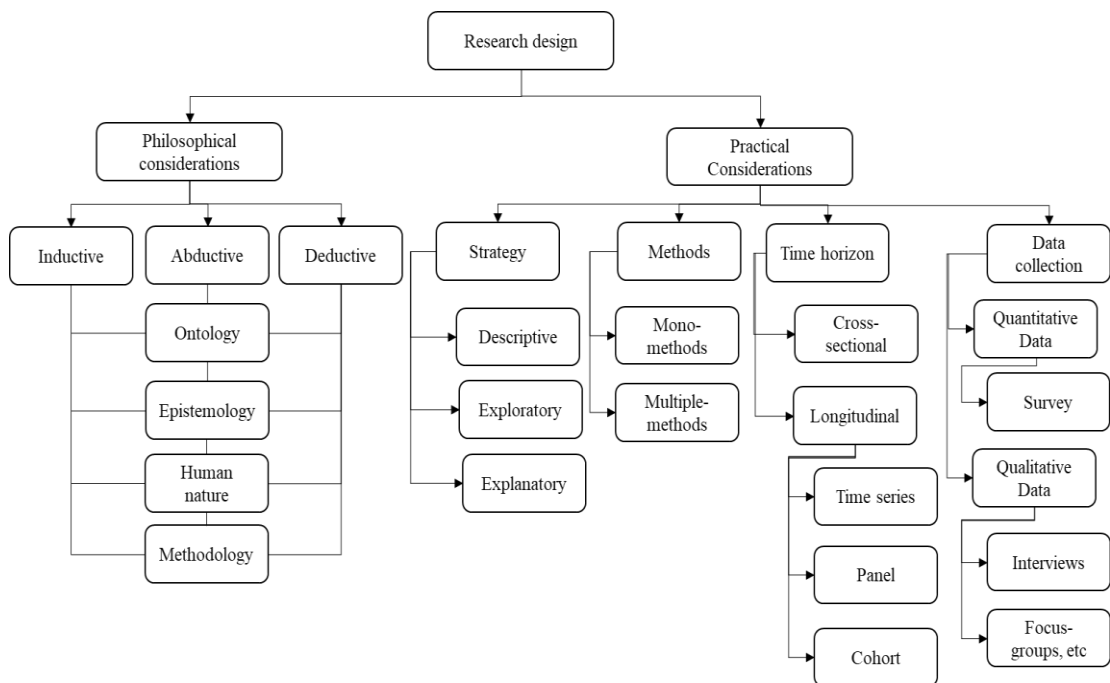 Research design
Philosophical
considerations
Practical
Considerations
Inductive
Abductive
Deductive
Strategy
Methods
Time horizon
Data
collection
Ontology
Epistemology
Human
nature
Methodology
Descriptive
Exploratory
Explanatory
Mono-
methods
Multiple-
methods
Cross-
sectional
Longitudinal
Time series
Panel
Cohort
Quantitative
Data
Survey
Qualitative
Data
Interviews
Focus-
groups, etc